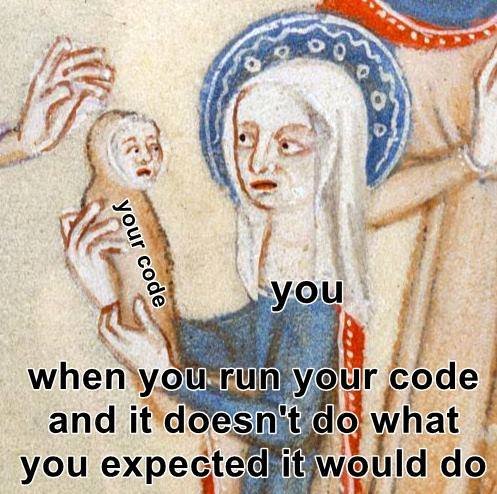 your code
you
when you run your code
and it doesn't do what
you expected it would do